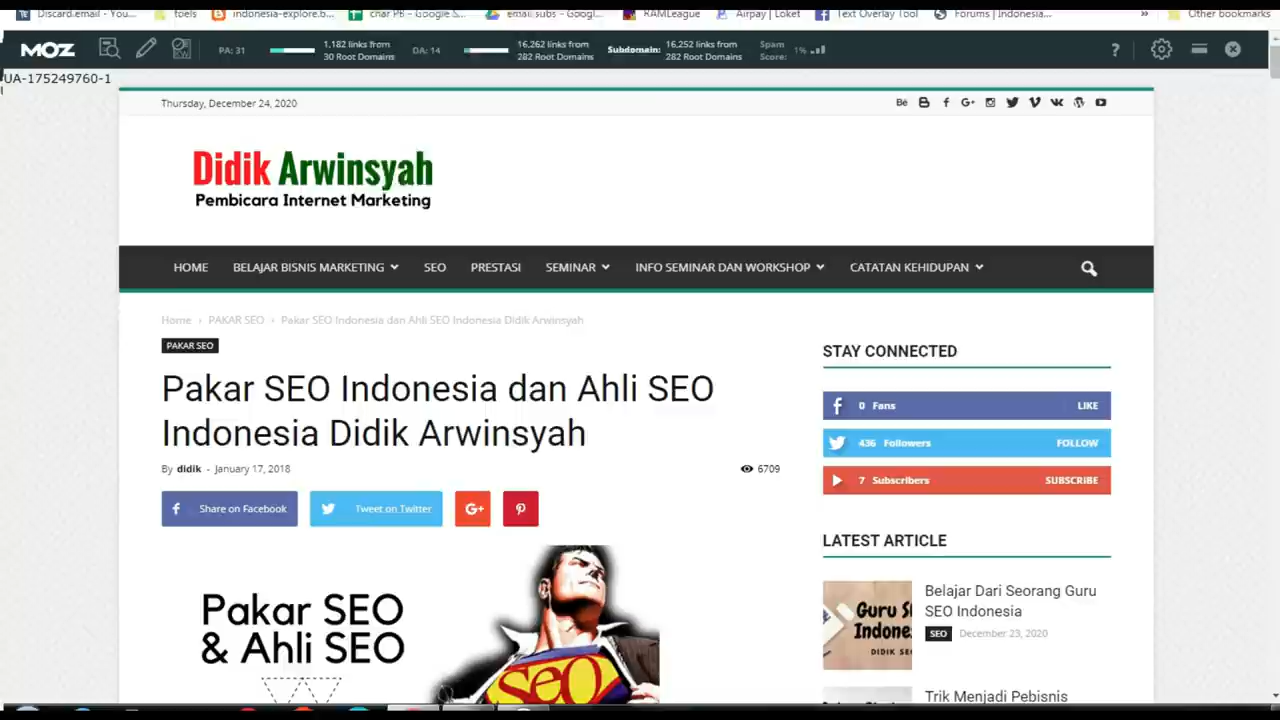 Discard.email - You...
toels
indonesia-explore.b...
char PB - Google S...
email subs - Googl...
RAMLeague
Airpay | Loket
Text Overlay Tool
Forums | Indonesia...
»
Other bookmarks
MOZ
PA: 31
1,182 links from
30 Root Domains
DA: 14
16,262 links from
282 Root Domains
Subdomain:
16,252 links from
282 Root Domains
Spam
Score:
1%
?
UA-175249760-1
Thursday, December 24, 2020
Didik Arwinsyah
Pembicara Internet Marketing
HOME BELAJAR BISNIS MARKETING SEO PRESTASI SEMINAR INFO SEMINAR DAN WORKSHOP CATATAN KEHIDUPAN
Home › PAKAR SEO › Pakar SEO Indonesia dan Ahli SEO Indonesia Didik Arwinsyah
PAKAR SEO
Pakar SEO Indonesia dan Ahli SEO
Indonesia Didik Arwinsyah
By didik - January 17, 2018
6709
Share on Facebook
Tweet on Twitter
G+
Pakar SEO
& Ahli SEO
SEO
STAY CONNECTED
0 Fans LIKE
436 Followers FOLLOW
7 Subscribers SUBSCRIBE
LATEST ARTICLE
Guru S
Indone
DIDIK SE
Belajar Dari Seorang Guru
SEO Indonesia
SEO December 23, 2020
Trik Menjadi Pebisnis